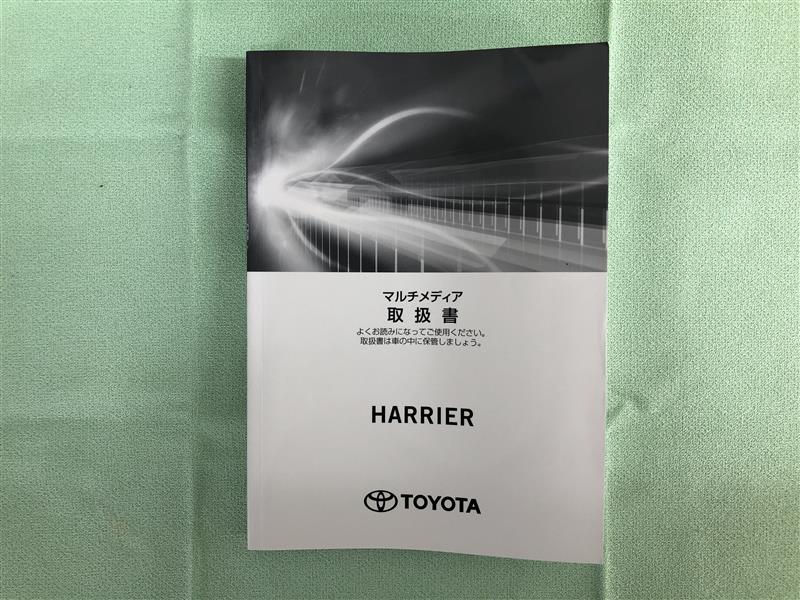 マルチメディア
取扱書
よくお読みになってご使用ください。
取扱書は車の中に保管しましょう。
HARRIER
TOYOTA